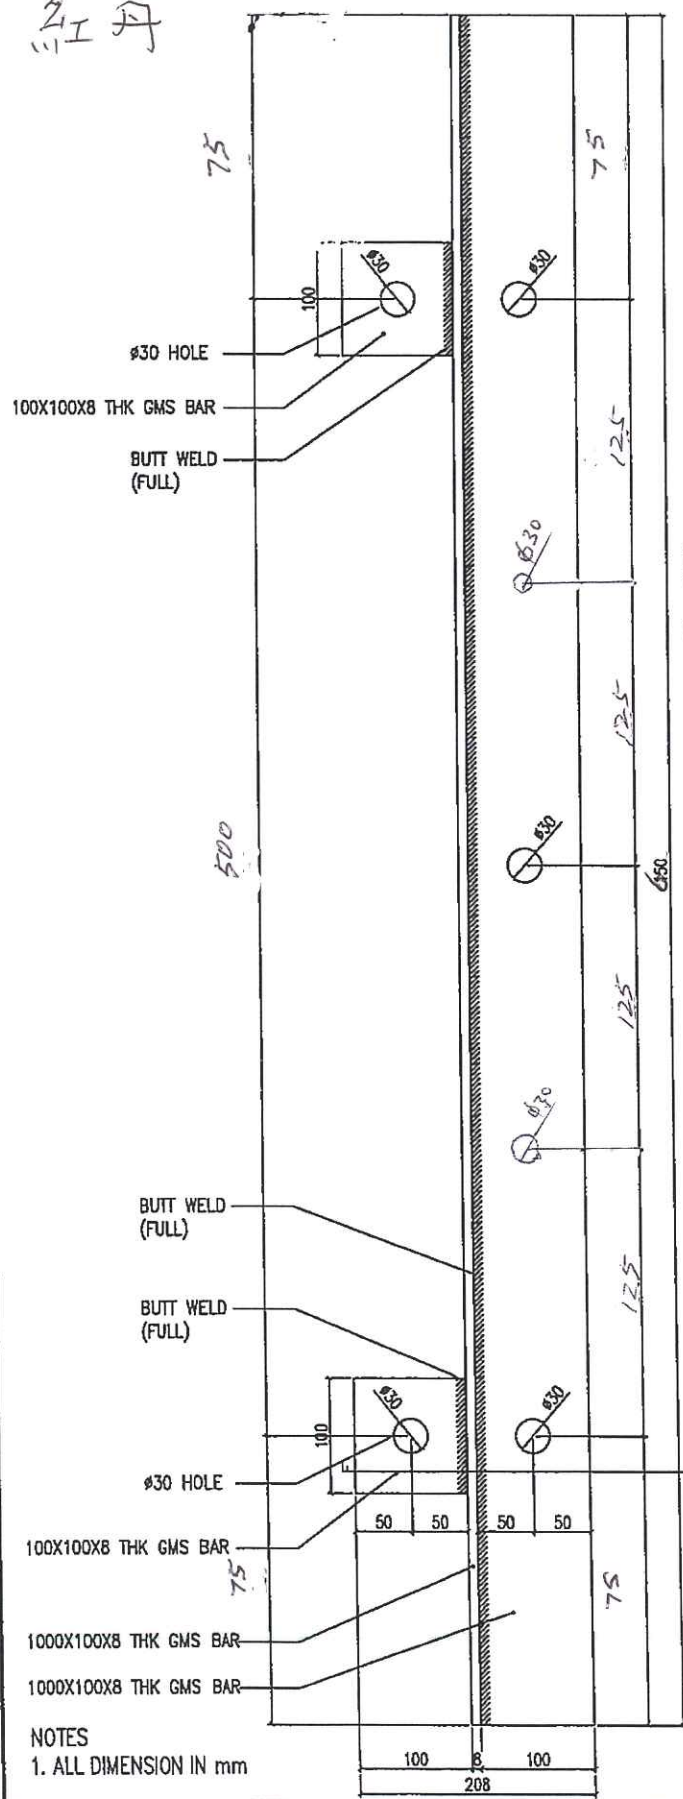 紅丹
75
75
ø30
ø30
100
ø30 HOLE
100X100X8 THK GMS BAR
BUTT WELD
(FULL)
125
ø30
125
ø30
500
650
125
ø30
BUTT WELD
(FULL)
125
BUTT WELD
(FULL)
ø30
ø30
100
ø30 HOLE
50
50
50
50
100X100X8 THK GMS BAR
75
75
1000X100X8 THK GMS BAR
1000X100X8 THK GMS BAR
NOTES
1. ALL DIMENSION IN mm
100
8
100
208